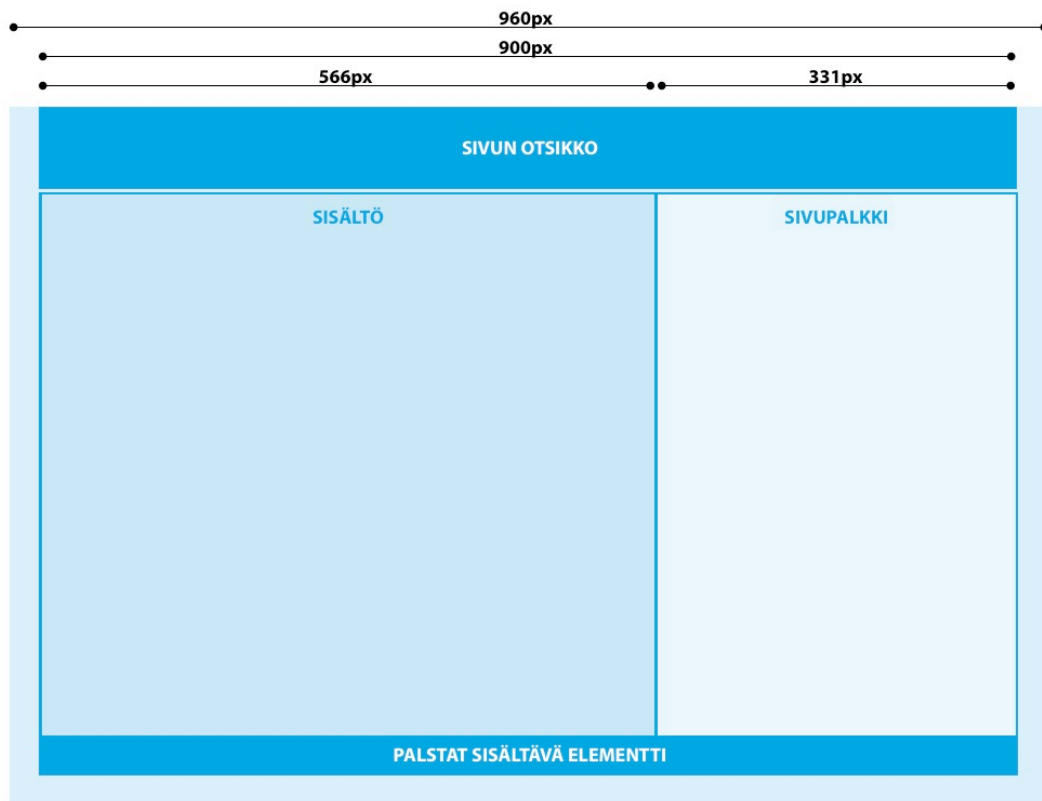 960px
900px
566px 331px
SIVUN OTSIKKO
SISÄLTÖ SIVUPALKKI
PALSTAT SISÄLTÄVÄ ELEMENTTI